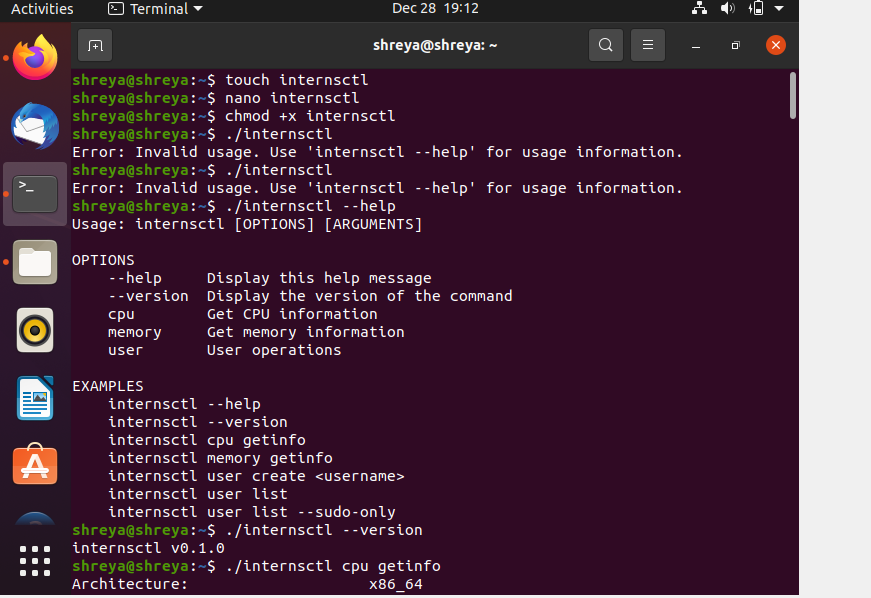 Activities
Terminal
Dec 28 19:12
shreya@shreya: ~
shreya@shreya:~$ touch internsctl
shreya@shreya:~$ nano internsctl
shreya@shreya:~$ chmod +x internsctl
shreya@shreya:~$ ./internsctl
Error: Invalid usage. Use 'internsctl --help' for usage information.
shreya@shreya:~$ ./internsctl
Error: Invalid usage. Use 'internsctl --help' for usage information.
shreya@shreya:~$ ./internsctl --help
Usage: internsctl [OPTIONS] [ARGUMENTS]

OPTIONS
    --help     Display this help message
    --version  Display the version of the command
    cpu        Get CPU information
    memory     Get memory information
    user       User operations

EXAMPLES
    internsctl --help
    internsctl --version
    internsctl cpu getinfo
    internsctl memory getinfo
    internsctl user create <username>
    internsctl user list
    internsctl user list --sudo-only
shreya@shreya:~$ ./internsctl --version
internsctl v0.1.0
shreya@shreya:~$ ./internsctl cpu getinfo
Architecture:                    x86_64